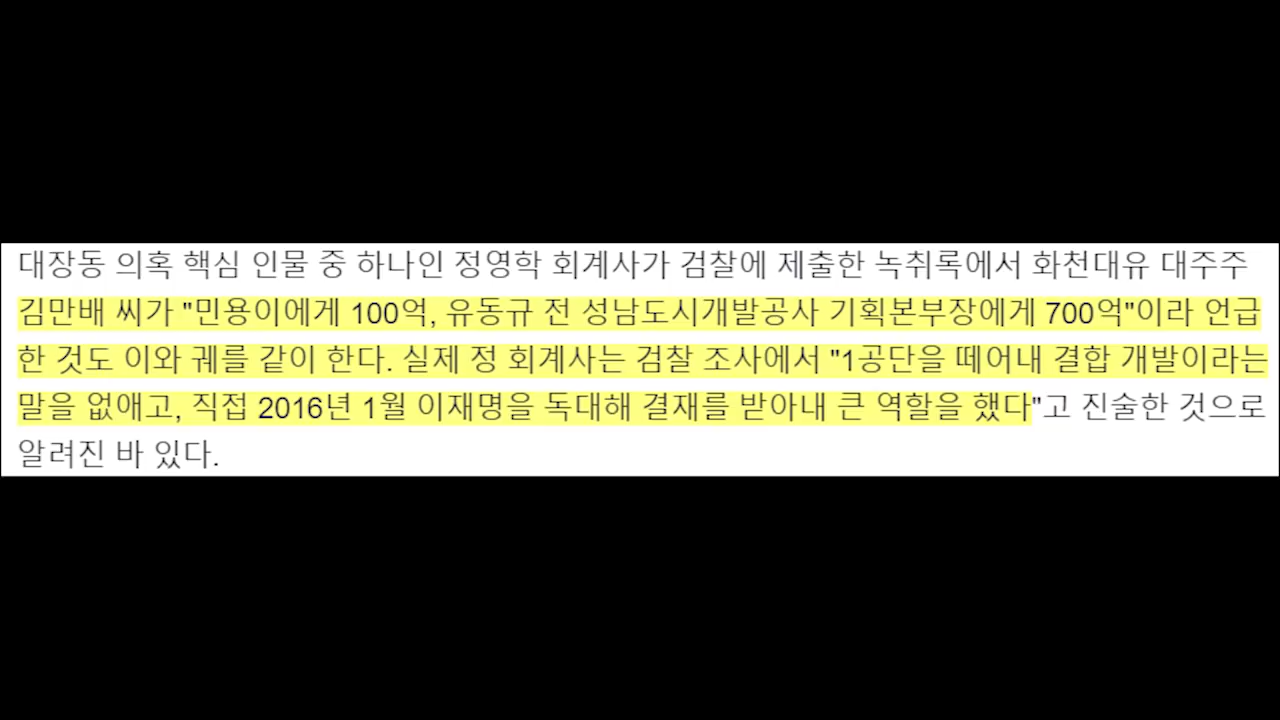 대장동 의혹 핵심 인물 중 하나인 정영학 회계사가 검찰에 제출한 녹취록에서 화천대유 대주주
김만배 씨가 "민용이에게 100억, 유동규 전 성남도시개발공사 기획본부장에게 700억"이라 언급
한 것도 이와 궤를 같이 한다. 실제 정 회계사는 검찰 조사에서 "1공단을 떼어내 결합 개발이라는
말을 없애고, 직접 2016년 1월 이재명을 독대해 결재를 받아내 큰 역할을 했다"고 진술한 것으로
알려진 바 있다.